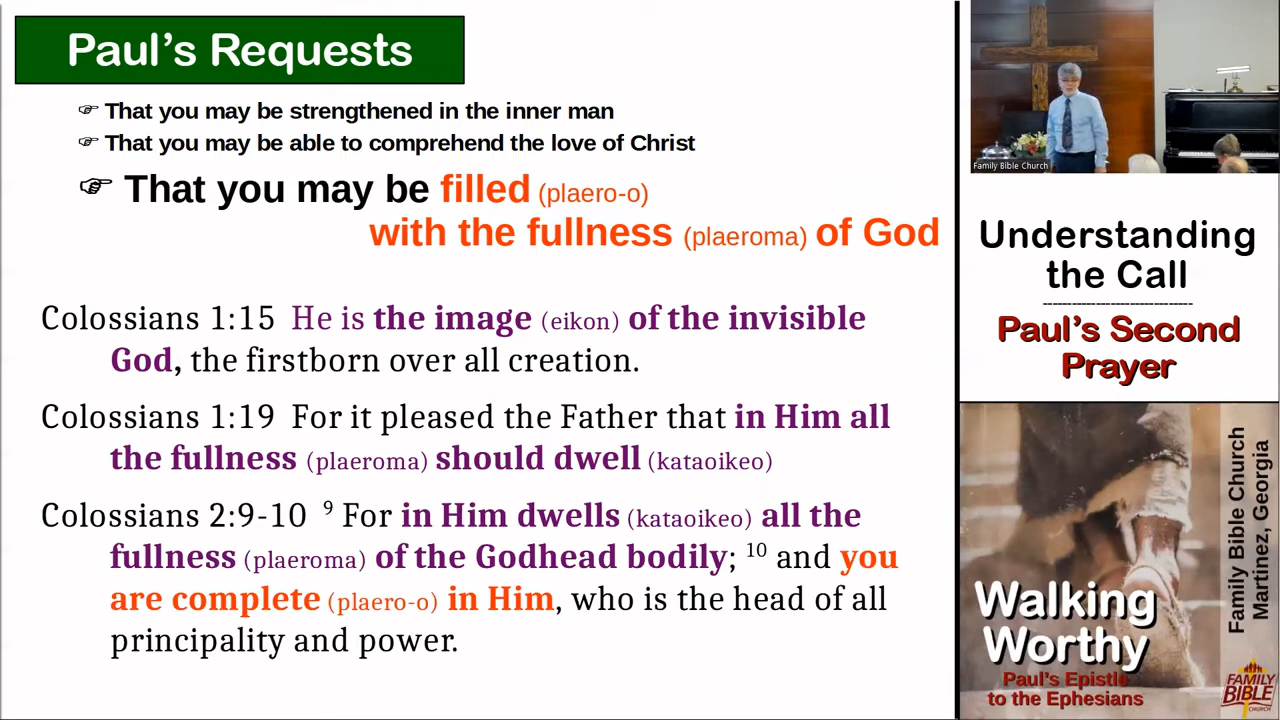 Paul's Requests
☞ That you may be strengthened in the inner man
☞ That you may be able to comprehend the love of Christ
☞ That you may be filled (plaero-o)
with the fullness (plaeroma) of God
Colossians 1:15 He is the image (eikon) of the invisible
God, the firstborn over all creation.
Colossians 1:19 For it pleased the Father that in Him all
the fullness (plaeroma) should dwell (kataoikeo)
Colossians 2:9-10 ⁹ For in Him dwells (kataoikeo) all the
fullness (plaeroma) of the Godhead bodily; ¹⁰ and you
are complete (plaero-o) in Him, who is the head of all
principality and power.
Family Bible Church
Understanding
the Call
------------------------------
Paul's Second
Prayer
Walking
Worthy
Paul's Epistle
to the Ephesians
Family Bible Church
Martinez, Georgia
FAMILY
BIBLE
CHURCH